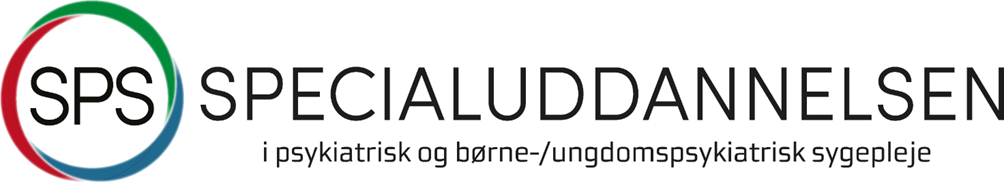 SPS SPECIALUDDANNELSEN
i psykiatrisk og børne-/ungdomspsykiatrisk sygepleje